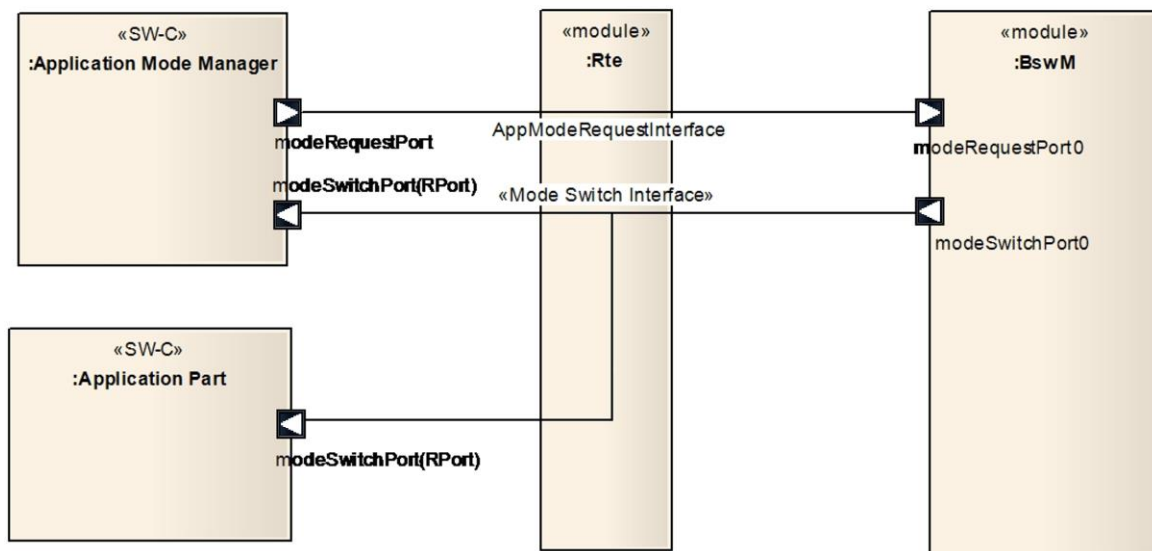 «SW-C»
:Application Mode Manager
modeRequestPort
modeSwitchPort(RPort)
«module»
:Rte
AppModeRequestInterface
«Mode Switch Interface»
«module»
:BswM
modeRequestPort0
modeSwitchPort0
«SW-C»
:Application Part
modeSwitchPort(RPort)